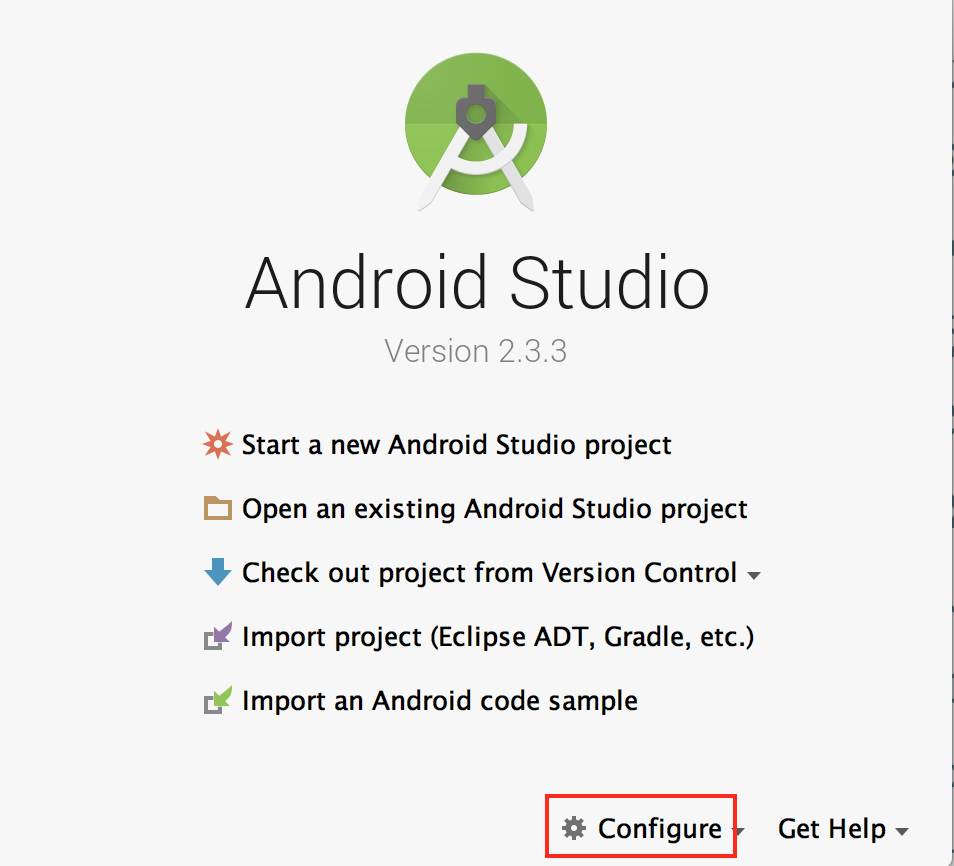 Android Studio
Version 2.3.3
Start a new Android Studio project
Open an existing Android Studio project
Check out project from Version Control
Import project (Eclipse ADT, Gradle, etc.)
Import an Android code sample
Configure Get Help